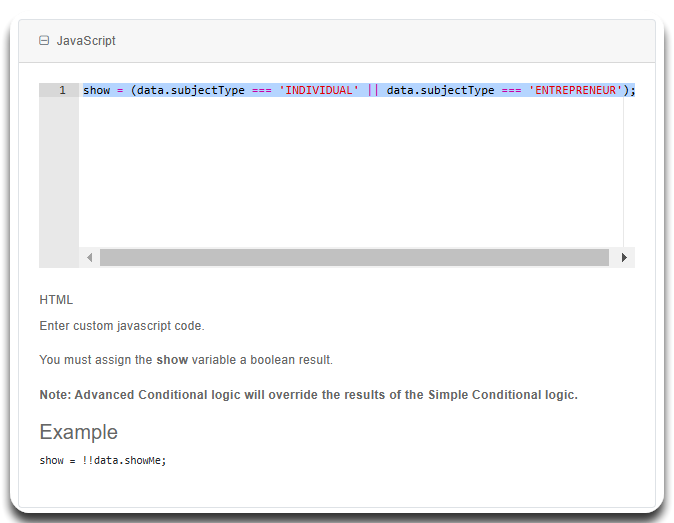 JavaScript
1 show = (data.subjectType === 'INDIVIDUAL' || data.subjectType === 'ENTREPRENEUR');
HTML
Enter custom javascript code.
You must assign the show variable a boolean result.
Note: Advanced Conditional logic will override the results of the Simple Conditional logic.
Example
show = !!data.showMe;